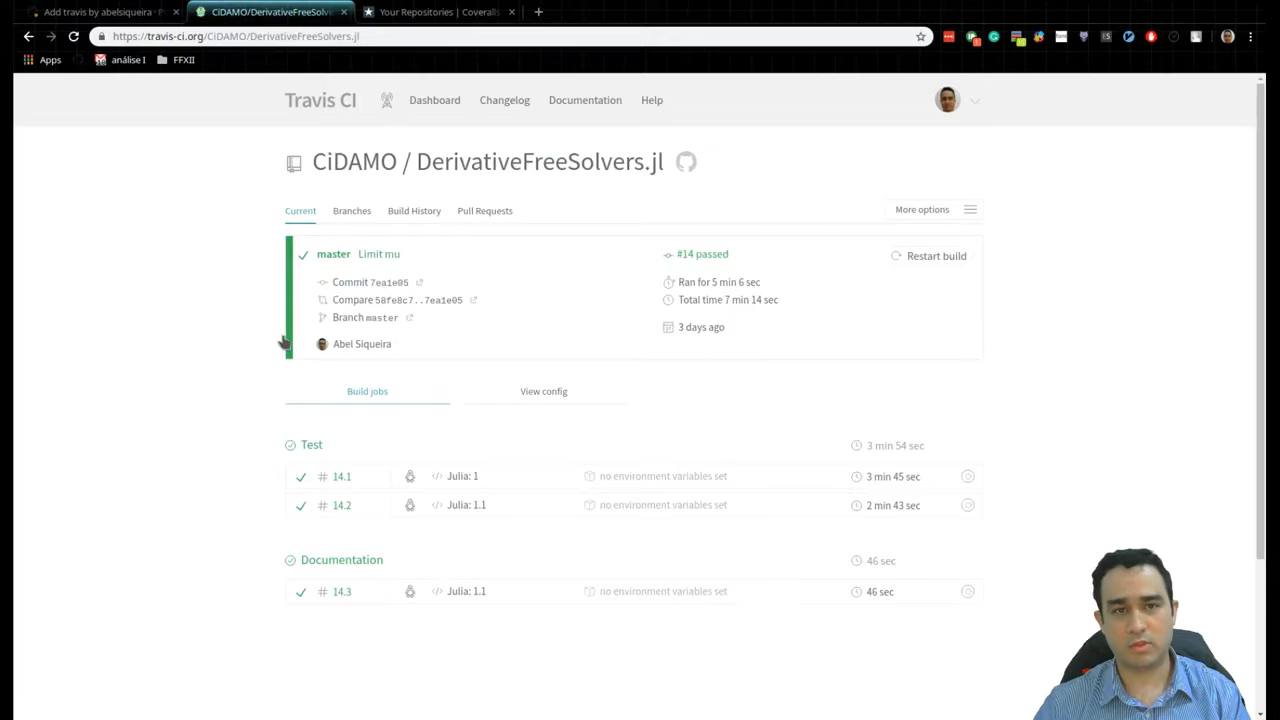 Add travis by abelsiqueira · P
CiDAMO/DerivativeFreeSolve
Your Repositories | Coveralls
https://travis-ci.org/CiDAMO/DerivativeFreeSolvers.jl
Apps
análise I
FFXII
Travis CI
Dashboard
Changelog
Documentation
Help
CiDAMO / DerivativeFreeSolvers.jl
Current
Branches
Build History
Pull Requests
More options
master Limit mu
#14 passed
Restart build
Commit 7ea1e05
Ran for 5 min 6 sec
Compare 58fe8c7..7ea1e05
Total time 7 min 14 sec
Branch master
3 days ago
Abel Siqueira
Build jobs
View config
Test
3 min 54 sec
# 14.1 </> Julia: 1 no environment variables set 3 min 45 sec
# 14.2 </> Julia: 1.1 no environment variables set 2 min 43 sec
Documentation
46 sec
# 14.3 </> Julia: 1.1 no environment variables set 46 sec